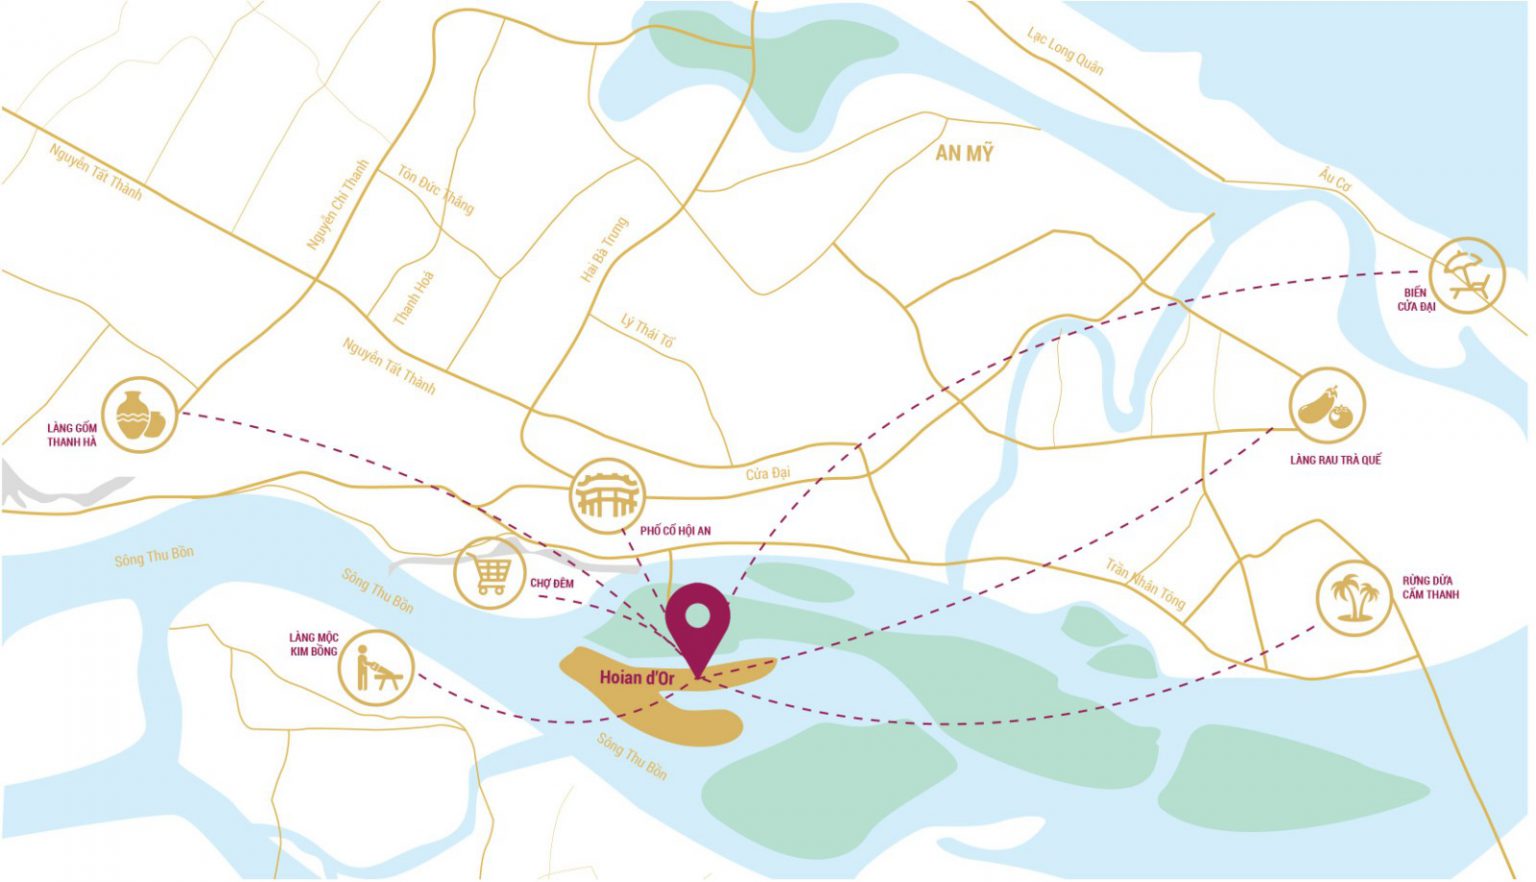 Lạc Long Quân
AN MỸ
Âu Cơ
Nguyễn Tất Thành
Nguyễn Chí Thanh
Tôn Đức Thắng
Hai Bà Trưng
Thanh Hoá
BIỂN
CỬA ĐẠI
Lý Thái Tổ
Nguyễn Tất Thành
LÀNG GỐM
THANH HÀ
Cửa Đại
LÀNG RAU TRÀ QUẾ
PHỐ CỔ HỘI AN
Sông Thu Bồn
Sông Thu Bồn
CHỢ ĐÊM
Trần Nhân Tông
RỪNG DỪA
CẨM THANH
LÀNG MỘC
KIM BỒNG
Hoian d'Or
Sông Thu Bồn